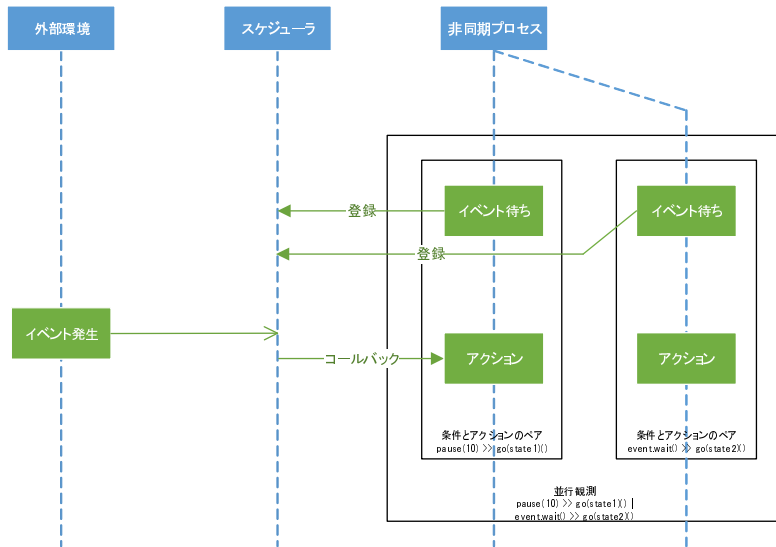 外部環境
スケジューラ
非同期プロセス
イベント待ち
イベント待ち
登録
登録
イベント発生
コールバック
アクション
アクション
条件とアクションのペア
pause(10) >> go(state1)()
条件とアクションのペア
event.wait() >> go(state2)()
並行観測
pause(10) >> go(state1)() |
event.wait() >> go(state2)()